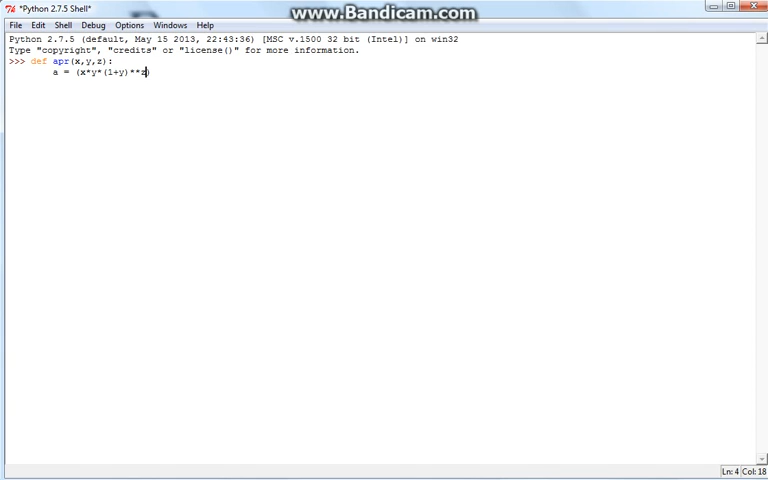 www.Bandicam.com
*Python 2.7.5 Shell*
File Edit Shell Debug Options Windows Help
Python 2.7.5 (default, May 15 2013, 22:43:36) [MSC v.1500 32 bit (Intel)] on win32
Type "copyright", "credits" or "license()" for more information.
>>> def apr(x,y,z):
a = (x*y*(1+y)**z)
Ln: 4 Col: 18